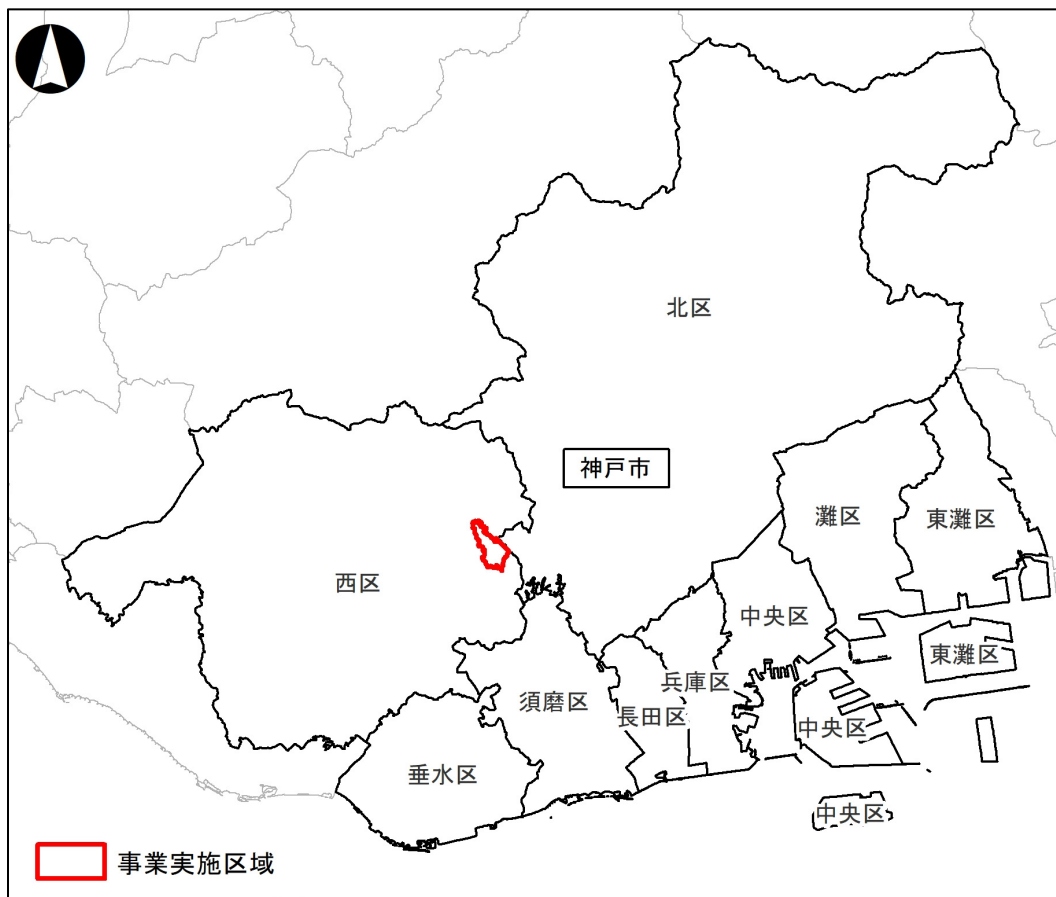 北区
神戸市
灘区
東灘区
西区
中央区
東灘区
兵庫区
須磨区
長田区
中央区
垂水区
中央区
事業実施区域